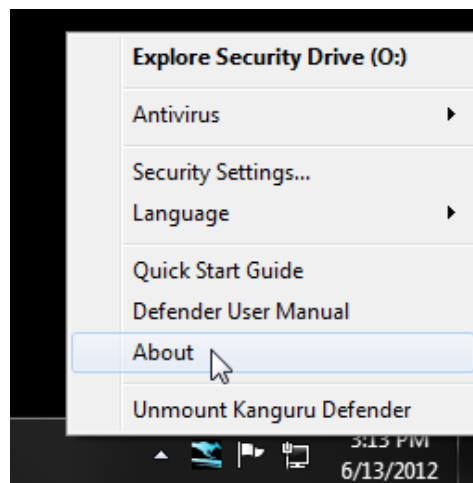 Explore Security Drive (O:)
Antivirus
Security Settings...
Language
Quick Start Guide
Defender User Manual
About
Unmount Kanguru Defender
3:13 PM
6/13/2012